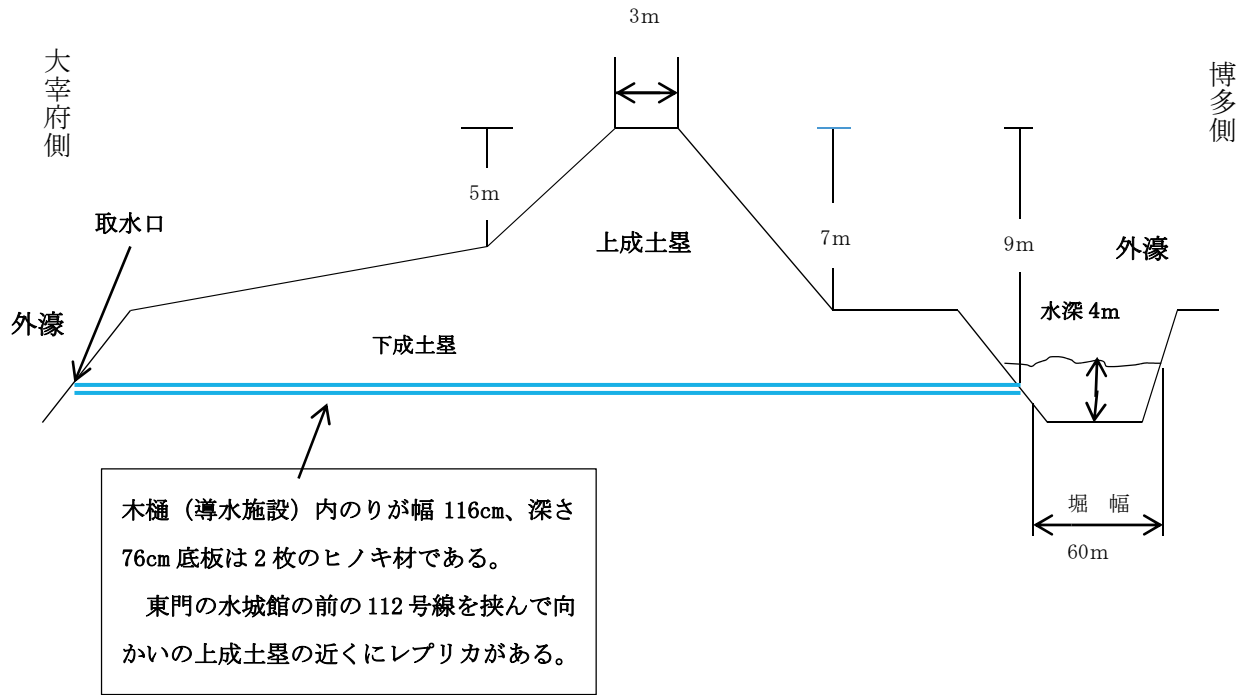 3m
大宰府側
博多側
5m
取水口
上成土塁
7m
9m
外濠
外濠
水深 4m
下成土塁
木樋（導水施設）内のりが幅 116cm、深さ
76cm 底板は 2 枚のヒノキ材である。
東門の水城館の前の 112 号線を挟んで向
かいの上成土塁の近くにレプリカがある。
堀　幅
60m